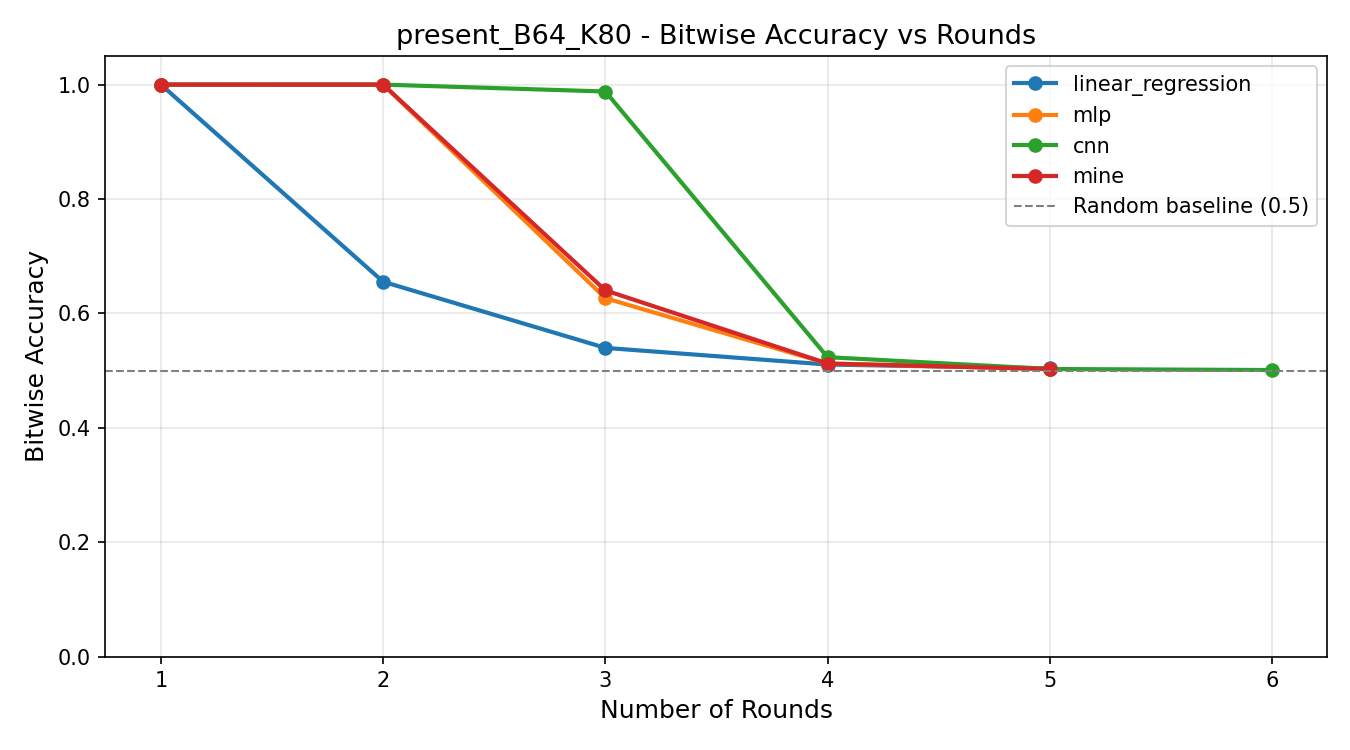 present_B64_K80 - Bitwise Accuracy vs Rounds
linear_regression
mlp
cnn
mine
Random baseline (0.5)
Bitwise Accuracy
1.0
0.8
0.6
0.4
0.2
0.0
1 2 3 4 5 6
Number of Rounds